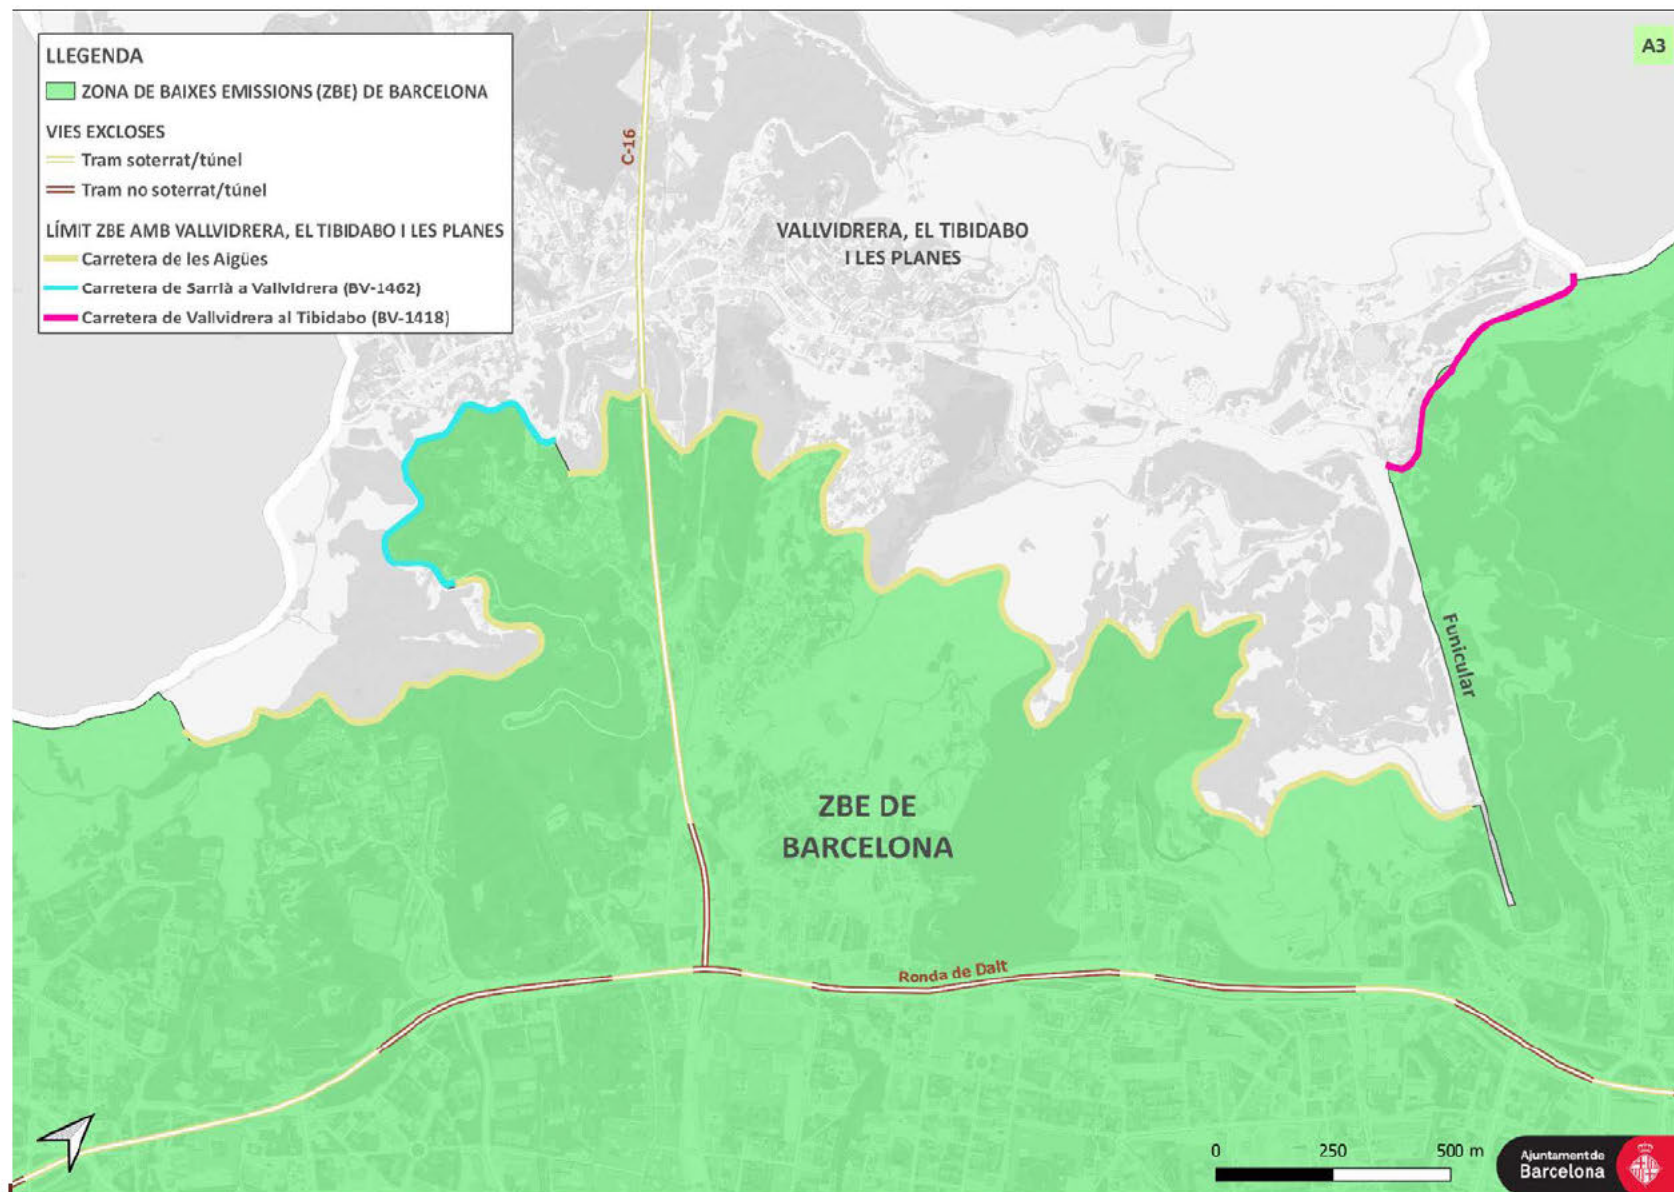 LLEGENDA
ZONA DE BAIXES EMISSIONS (ZBE) DE BARCELONA
VIES EXCLOSES
Tram soterrat/túnel
Tram no soterrat/túnel
LÍMIT ZBE AMB VALLVIDRERA, EL TIBIDABO I LES PLANES
Carretera de les Aigües
Carretera de Sarrià a Vallvidrera (BV-1462)
Carretera de Vallvidrera al Tibidabo (BV-1418)
A3
C-16
VALLVIDRERA, EL TIBIDABO
I LES PLANES
Funicular
ZBE DE
BARCELONA
Ronda de Dalt
0 250 500 m
Ajuntament de
Barcelona